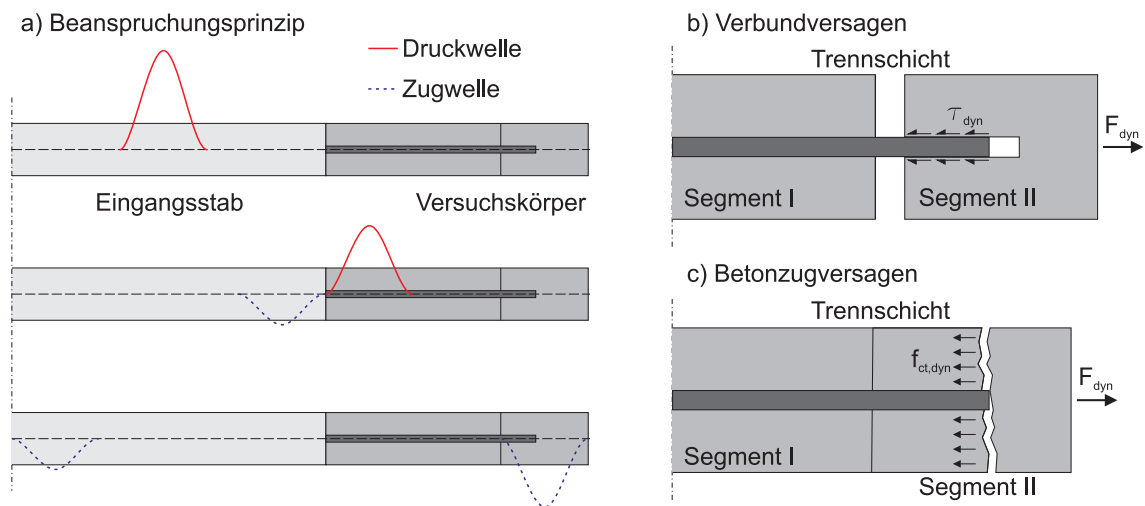 a) Beanspruchungsprinzip
Druckwelle
Zugwelle
Eingangsstab
Versuchskörper
b) Verbundversagen
Trennschicht
τdyn
Fdyn
Segment I
Segment II
c) Betonzugversagen
Trennschicht
fct,dyn
Fdyn
Segment I
Segment II